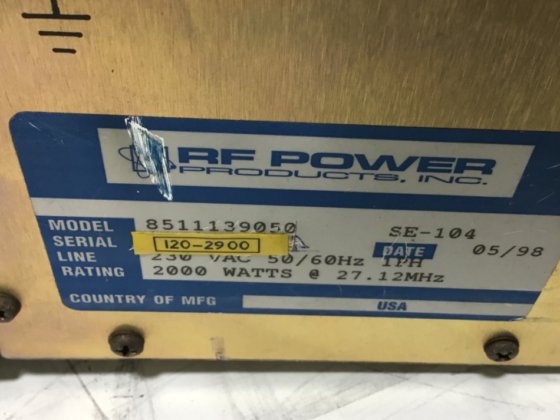 RF POWER
PRODUCTS, INC.
MODEL 8511139050 SE-104
SERIAL 120-2900 DATE 05/98
LINE 230 VAC 50/60Hz 1PH
RATING 2000 WATTS @ 27.12MHz
COUNTRY OF MFG USA